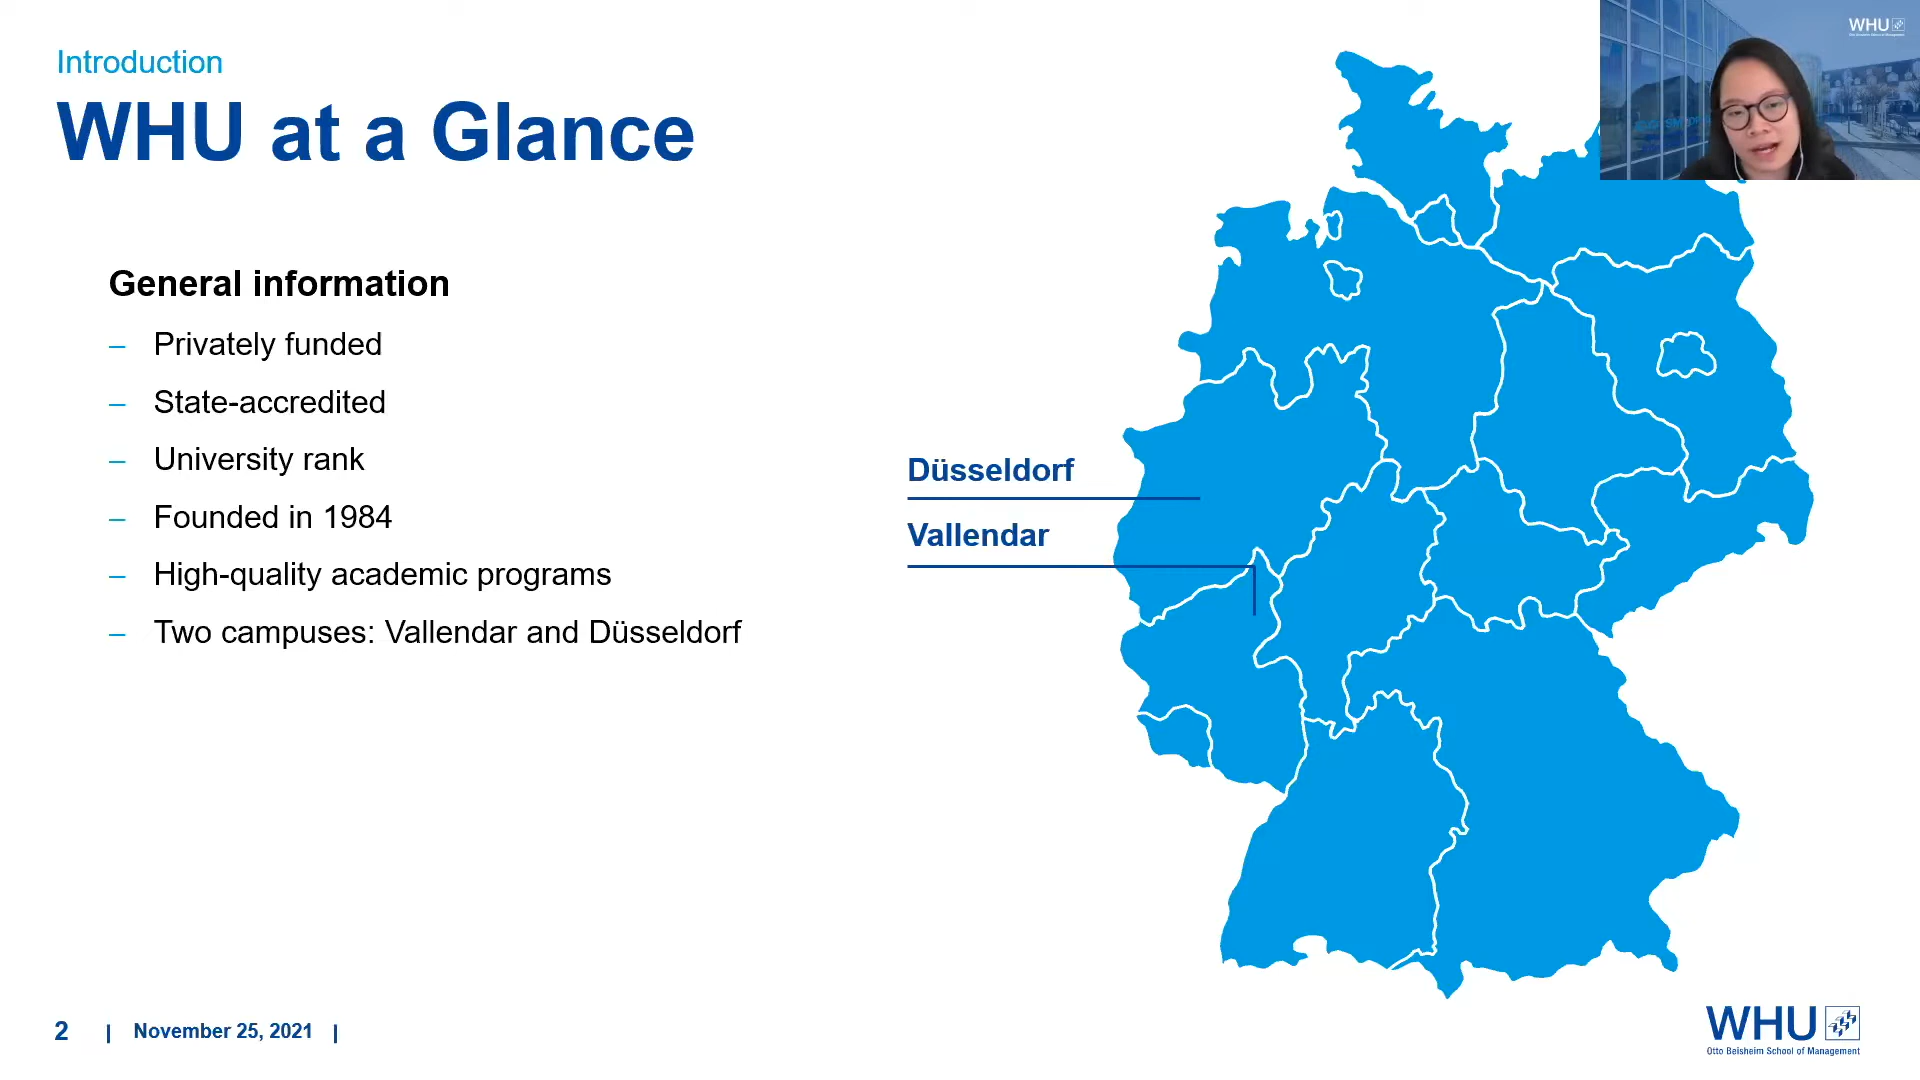 Introduction
WHU at a Glance
General information
– Privately funded
– State-accredited
– University rank
– Founded in 1984
– High-quality academic programs
– Two campuses: Vallendar and Düsseldorf
Düsseldorf
Vallendar
WHU
2 | November 25, 2021 |
WHU
Otto Beisheim School of Management